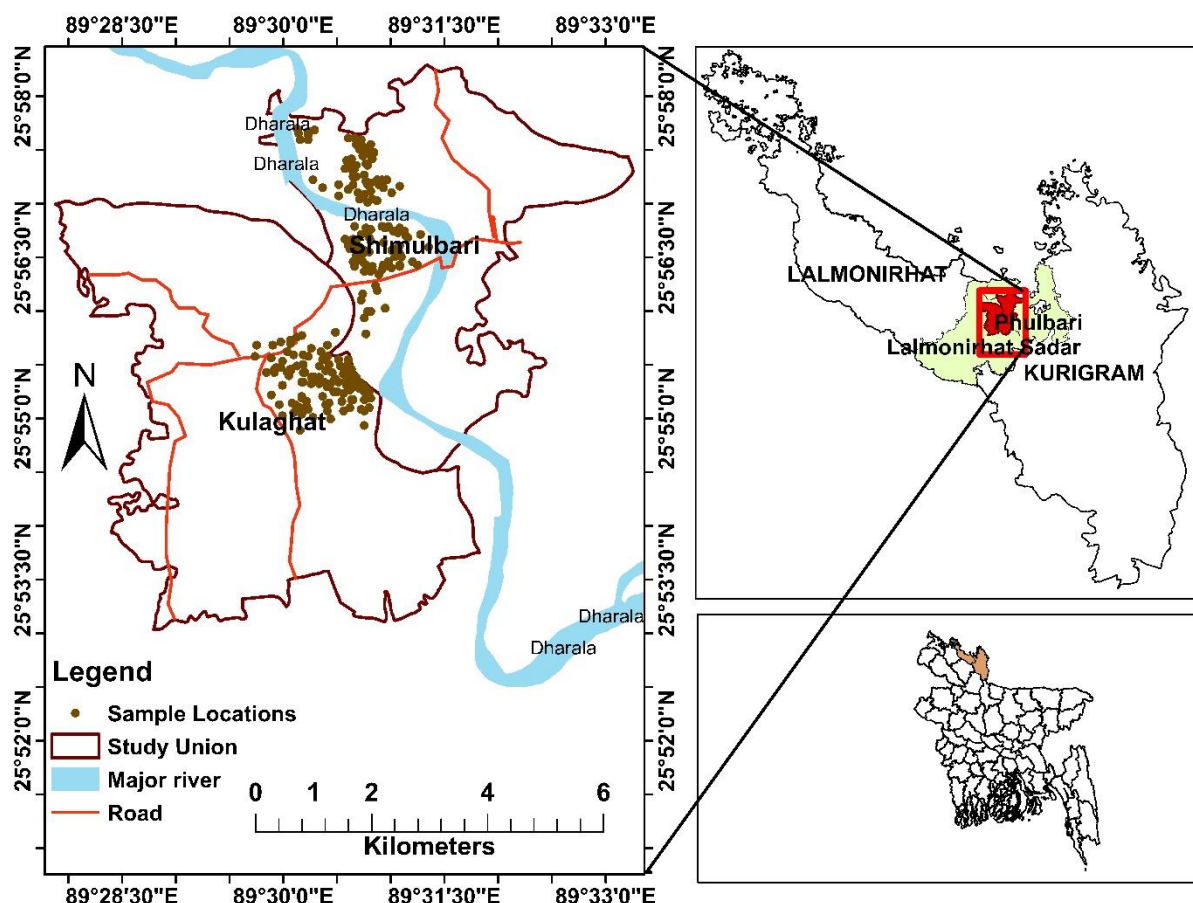 89°28'30"E 89°30'0"E 89°31'30"E 89°33'0"E
25°58'0"N
25°56'30"N
25°55'0"N
25°53'30"N
25°52'0"N
Dharala
Dharala
Dharala
Shimulbari
Kulaghat
N
Dharala
Dharala
Legend
Sample Locations
Study Union
Major river
Road
0 1 2 4 6
Kilometers
25°58'0"N
25°56'30"N
25°55'0"N
25°53'30"N
25°52'0"N
89°28'30"E 89°30'0"E 89°31'30"E 89°33'0"E
LALMONIRHAT
Phulbari
Lalmonirhat Sadar
KURIGRAM